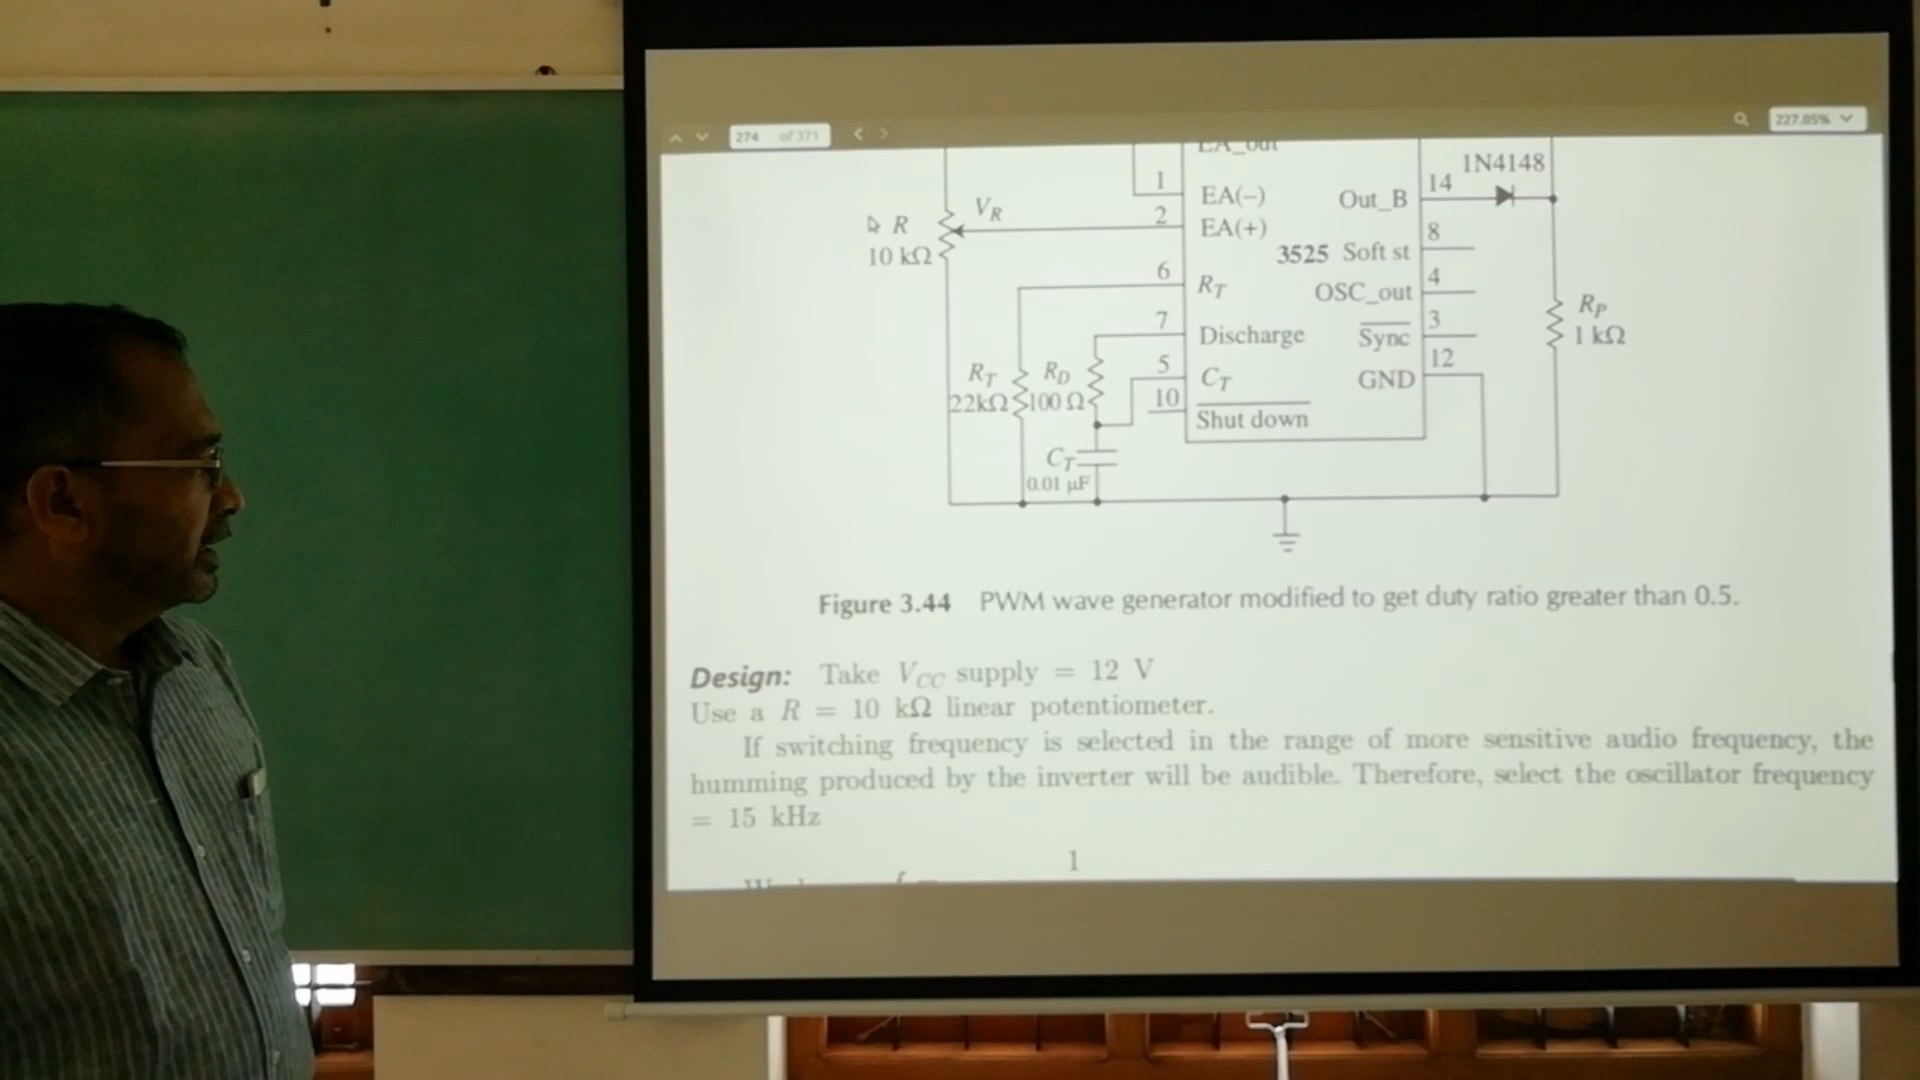 274 of 371
227.05%
EA_out
1N4148
1
14
EA(–)
Out_B
V_R
2
R
EA(+)
8
10 kΩ
3525 Soft st
6
4
R_T
OSC_out
7
3
R_P
Discharge
Sync
1 kΩ
5
12
R_T
R_D
C_T
GND
22kΩ
100 Ω
10
Shut down
C_T
0.01 µF
Figure 3.44 PWM wave generator modified to get duty ratio greater than 0.5.
Design: Take V_CC supply = 12 V
Use a R = 10 kΩ linear potentiometer.
If switching frequency is selected in the range of more sensitive audio frequency, the
humming produced by the inverter will be audible. Therefore, select the oscillator frequency
= 15 kHz
1